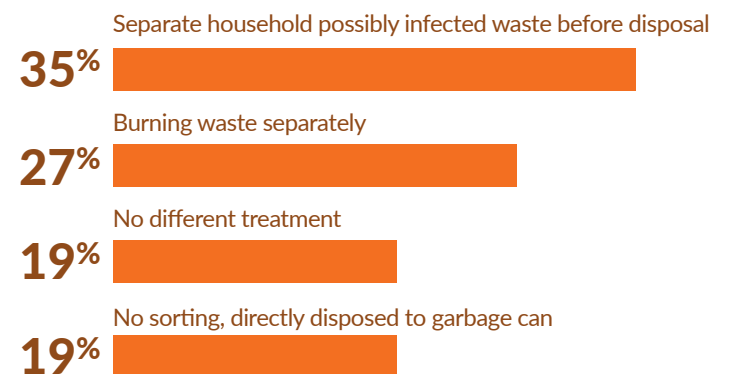 Separate household possibly infected waste before disposal
35%
Burning waste separately
27%
No different treatment
19%
No sorting, directly disposed to garbage can
19%